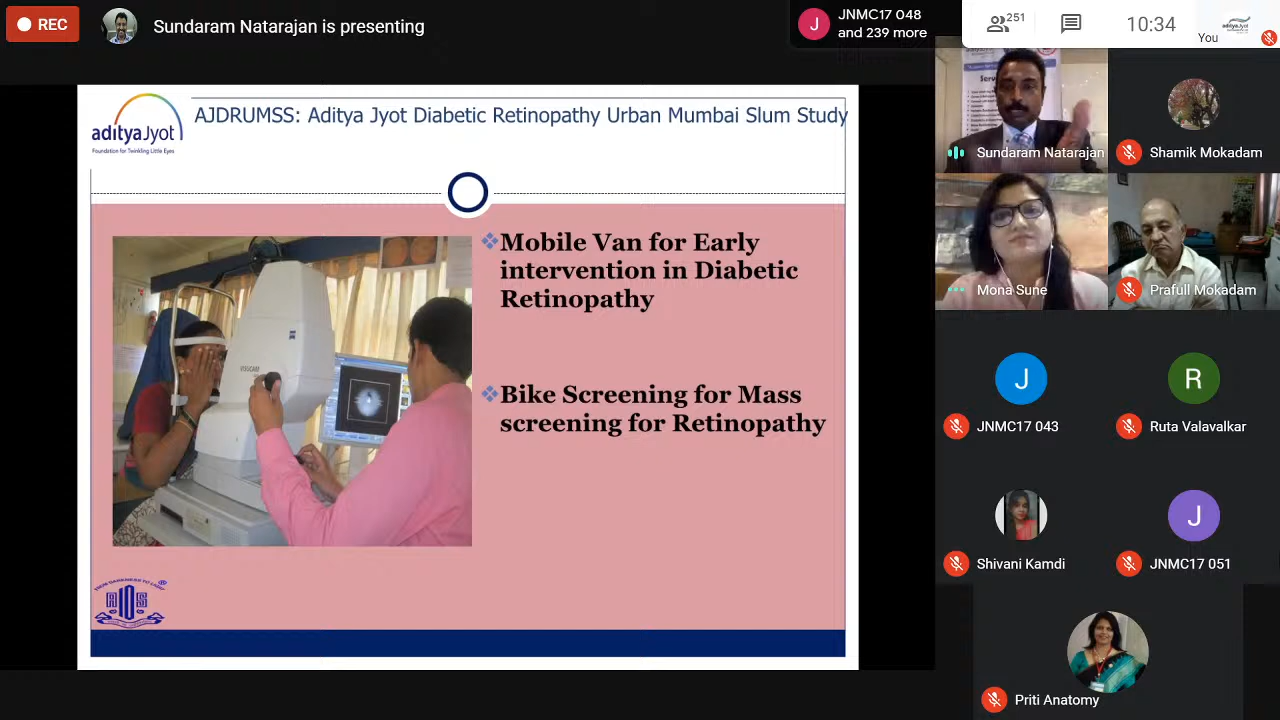 REC
Sundaram Natarajan is presenting
J
JNMC17 048
and 239 more
251
10:34
adityaJyot
You
adityaJyot
Foundation for Twinkling Little Eyes
AJDRUMSS: Aditya Jyot Diabetic Retinopathy Urban Mumbai Slum Study
Mobile Van for Early
intervention in Diabetic
Retinopathy
Bike Screening for Mass
screening for Retinopathy
VISUCAM
Sundaram Natarajan
Shamik Mokadam
Mona Sune
Prafull Mokadam
J
JNMC17 043
R
Ruta Valavalkar
Shivani Kamdi
J
JNMC17 051
Priti Anatomy